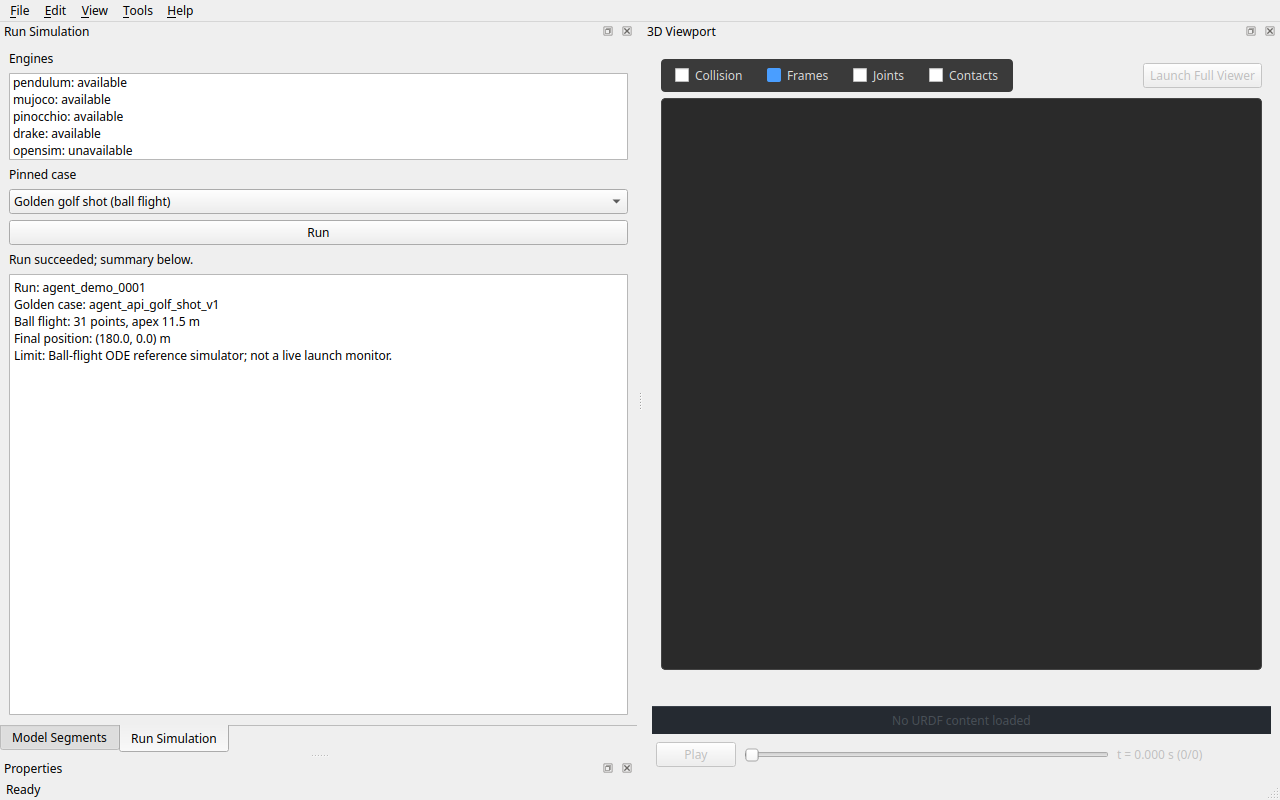 File Edit View Tools Help
Run Simulation
Engines
pendulum: available
mujoco: available
pinocchio: available
drake: available
opensim: unavailable
Pinned case
Golden golf shot (ball flight)
Run
Run succeeded; summary below.
Run: agent_demo_0001
Golden case: agent_api_golf_shot_v1
Ball flight: 31 points, apex 11.5 m
Final position: (180.0, 0.0) m
Limit: Ball-flight ODE reference simulator; not a live launch monitor.
Model Segments Run Simulation
Properties
Ready
3D Viewport
Collision Frames Joints Contacts Launch Full Viewer
No URDF content loaded
Play t = 0.000 s (0/0)